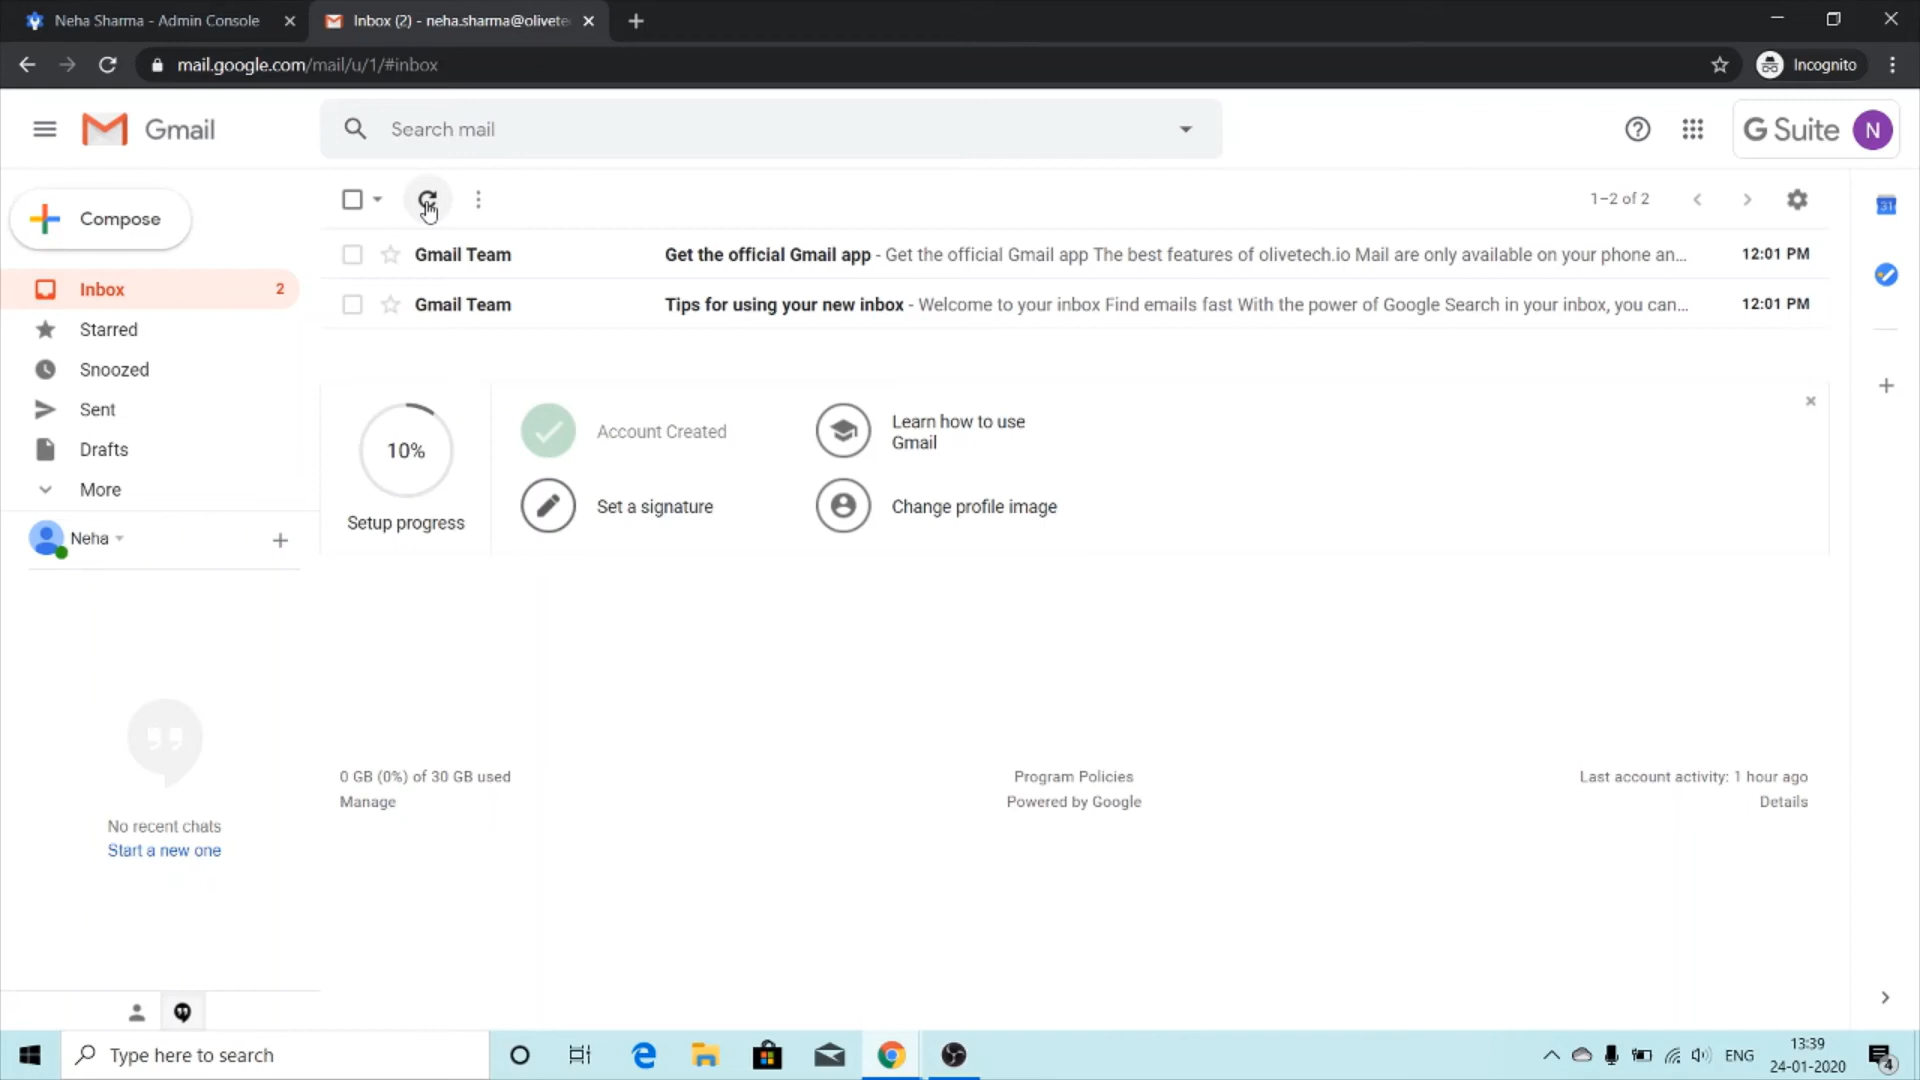 Neha Sharma - Admin Console
Inbox (2) - neha.sharma@olivete
mail.google.com/mail/u/1/#inbox
Incognito
Gmail
Search mail
G Suite
N
Compose
1–2 of 2
31
Gmail Team
Get the official Gmail app - Get the official Gmail app The best features of olivetech.io Mail are only available on your phone an...
12:01 PM
Inbox
2
Gmail Team
Tips for using your new inbox - Welcome to your inbox Find emails fast With the power of Google Search in your inbox, you can...
12:01 PM
Starred
Snoozed
Sent
Drafts
More
Neha
10%
Setup progress
Account Created
Learn how to use
Gmail
Set a signature
Change profile image
0 GB (0%) of 30 GB used
Manage
Program Policies
Powered by Google
Last account activity: 1 hour ago
Details
No recent chats
Start a new one
Type here to search
ENG
13:39
24-01-2020
4